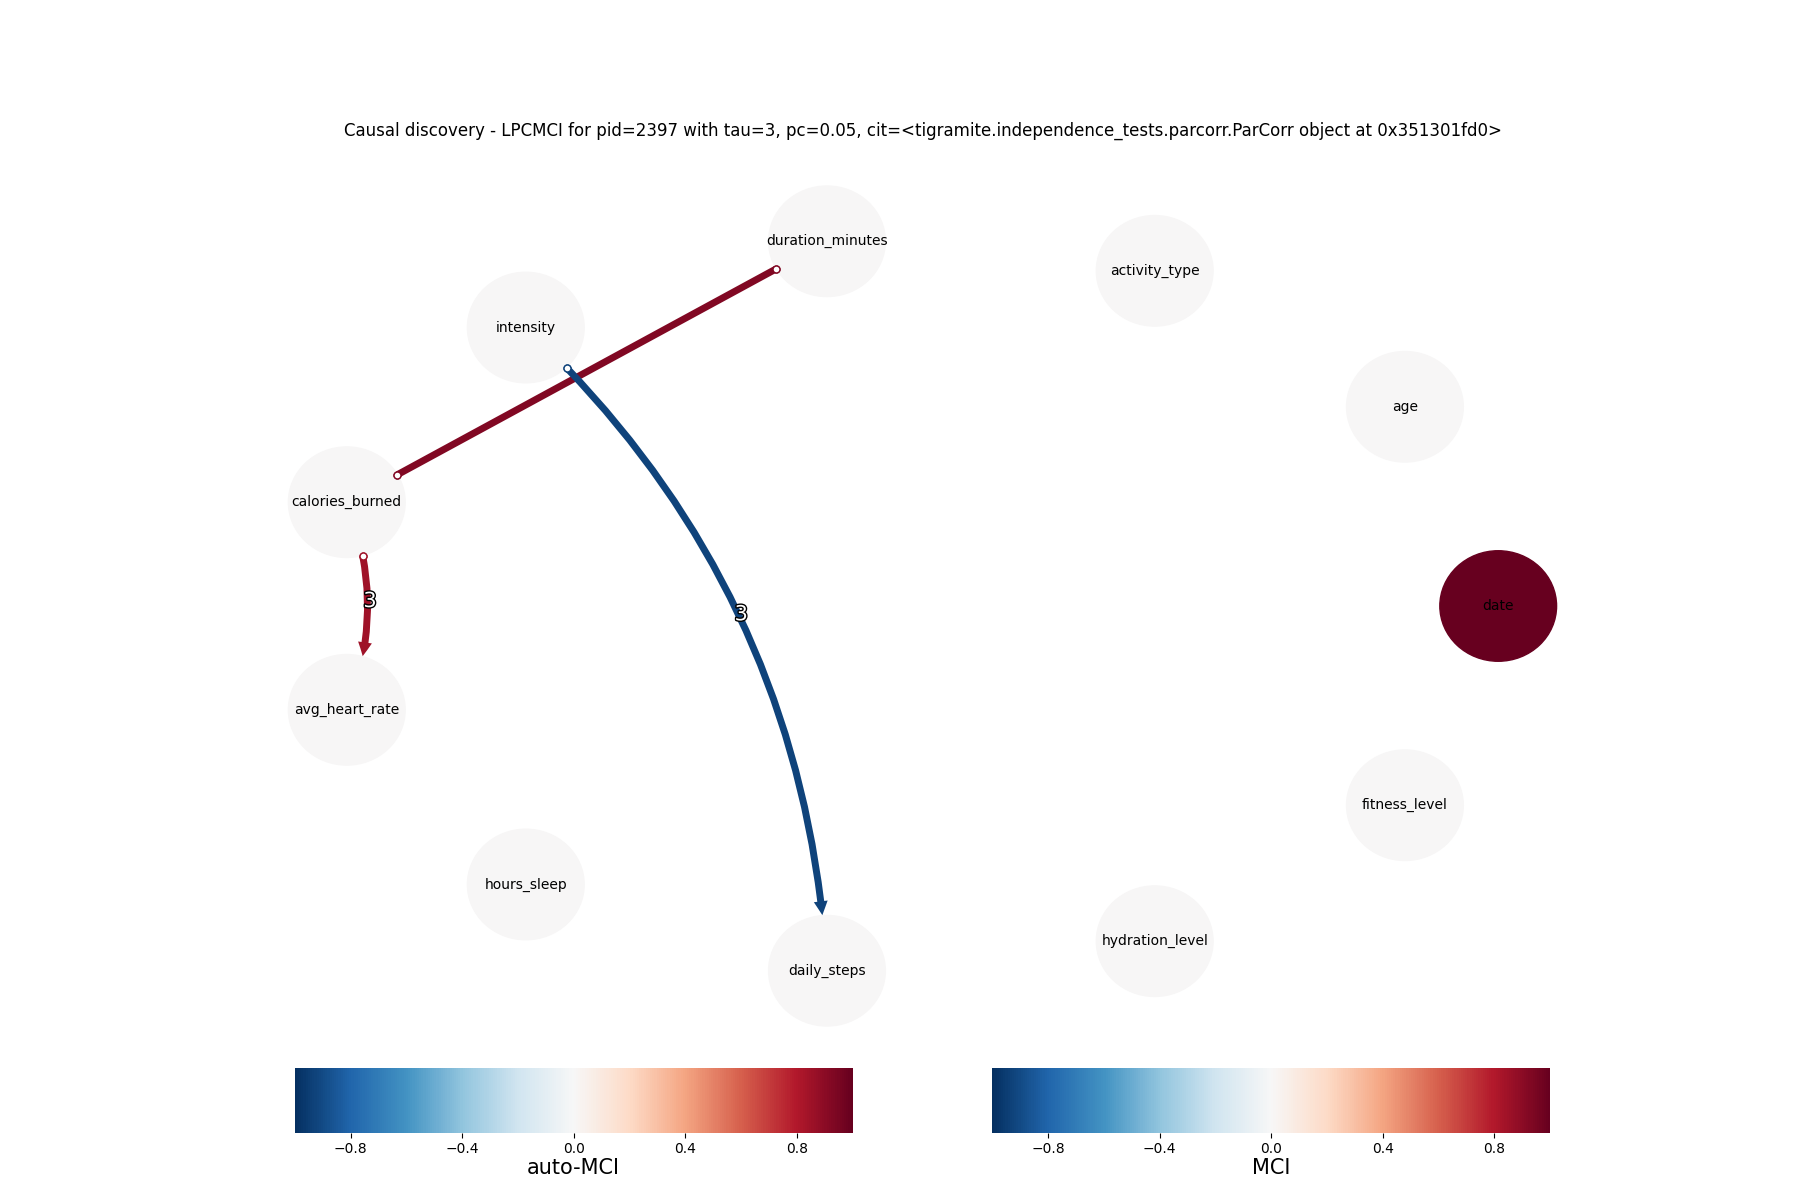 Causal discovery - LPCMCI for pid=2397 with tau=3, pc=0.05, cit=<tigramite.independence_tests.parcorr.ParCorr object at 0x351301fd0>
duration_minutes
activity_type
intensity
age
calories_burned
3
date
3
avg_heart_rate
fitness_level
hours_sleep
hydration_level
daily_steps
−0.8 −0.4 0.0 0.4 0.8
auto-MCI
−0.8 −0.4 0.0 0.4 0.8
MCI